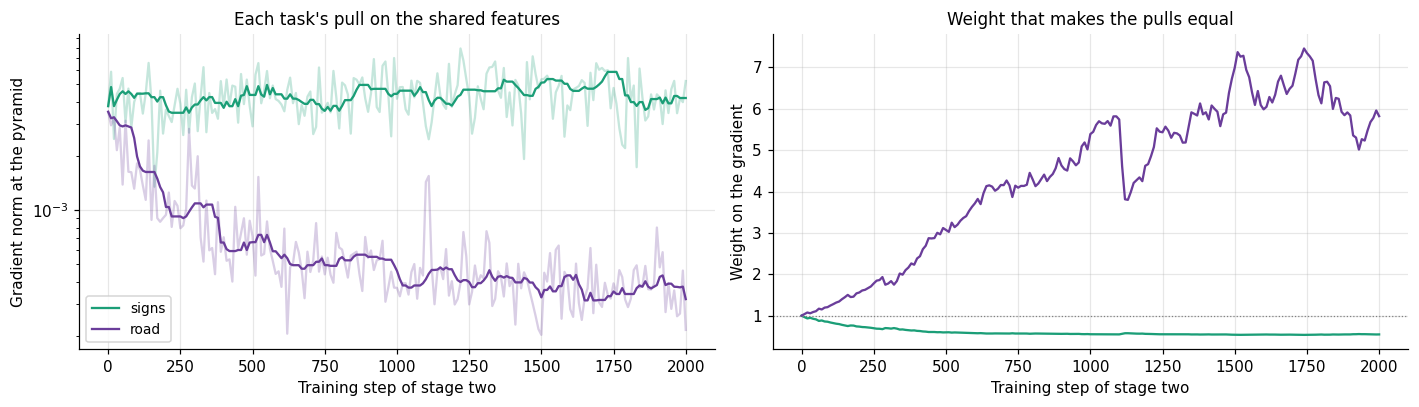 Each task's pull on the shared features
Gradient norm at the pyramid
10⁻³
signs
road
0 250 500 750 1000 1250 1500 1750 2000
Training step of stage two
Weight that makes the pulls equal
Weight on the gradient
7
6
5
4
3
2
1
0 250 500 750 1000 1250 1500 1750 2000
Training step of stage two